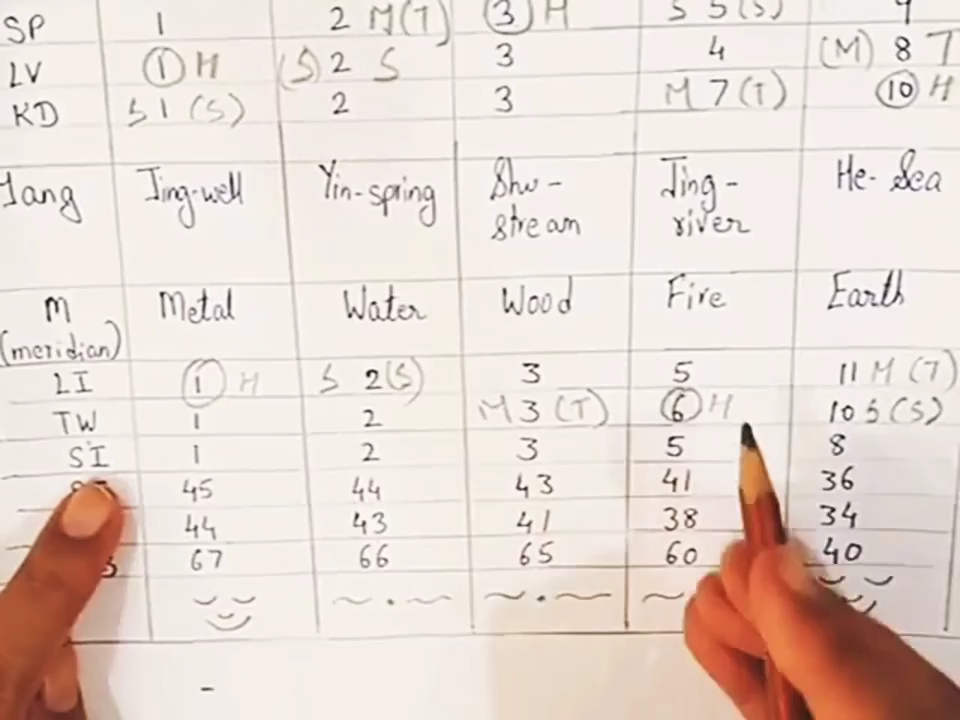 SP 1 2 M(T) 3 H S 5(S)
LV 1 H (S) 2 S 3 4 (M) 8 T
KD S 1 (S) 2 3 M 7(T) 10 H
Yang Jing-well Yin-spring Shu-stream Jing-river He-Sea
M (meridian) Metal Water Wood Fire Earth
LI 1 H S 2(S) 3 5 11 M (T)
TW 1 2 M 3 (T) 6 H 10 S (S)
SI 1 2 3 5 8
45 44 43 41 36
44 43 41 38 34
67 66 65 60 40